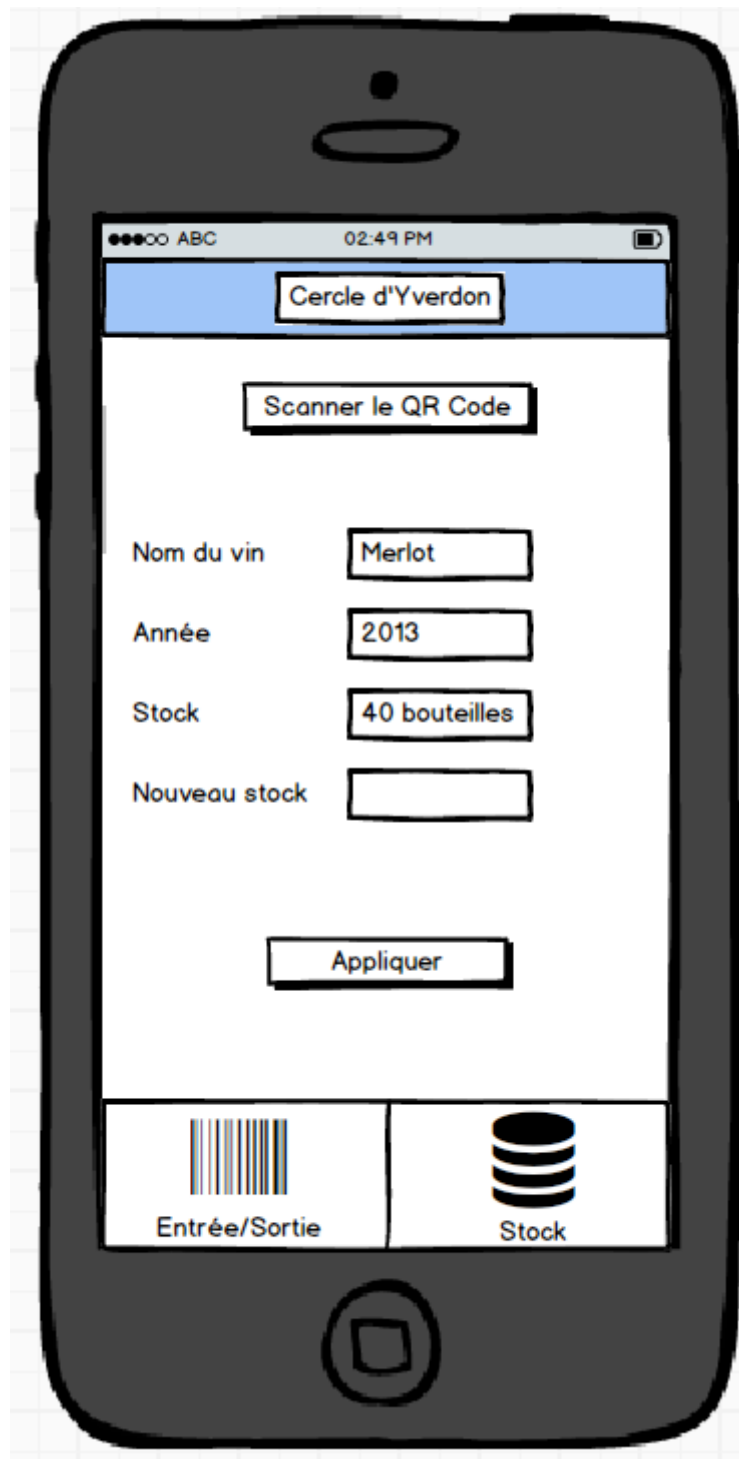 ABC 02:49 PM
Cercle d'Yverdon
Scanner le QR Code
Nom du vin Merlot
Année 2013
Stock 40 bouteilles
Nouveau stock
Appliquer
Entrée/Sortie Stock